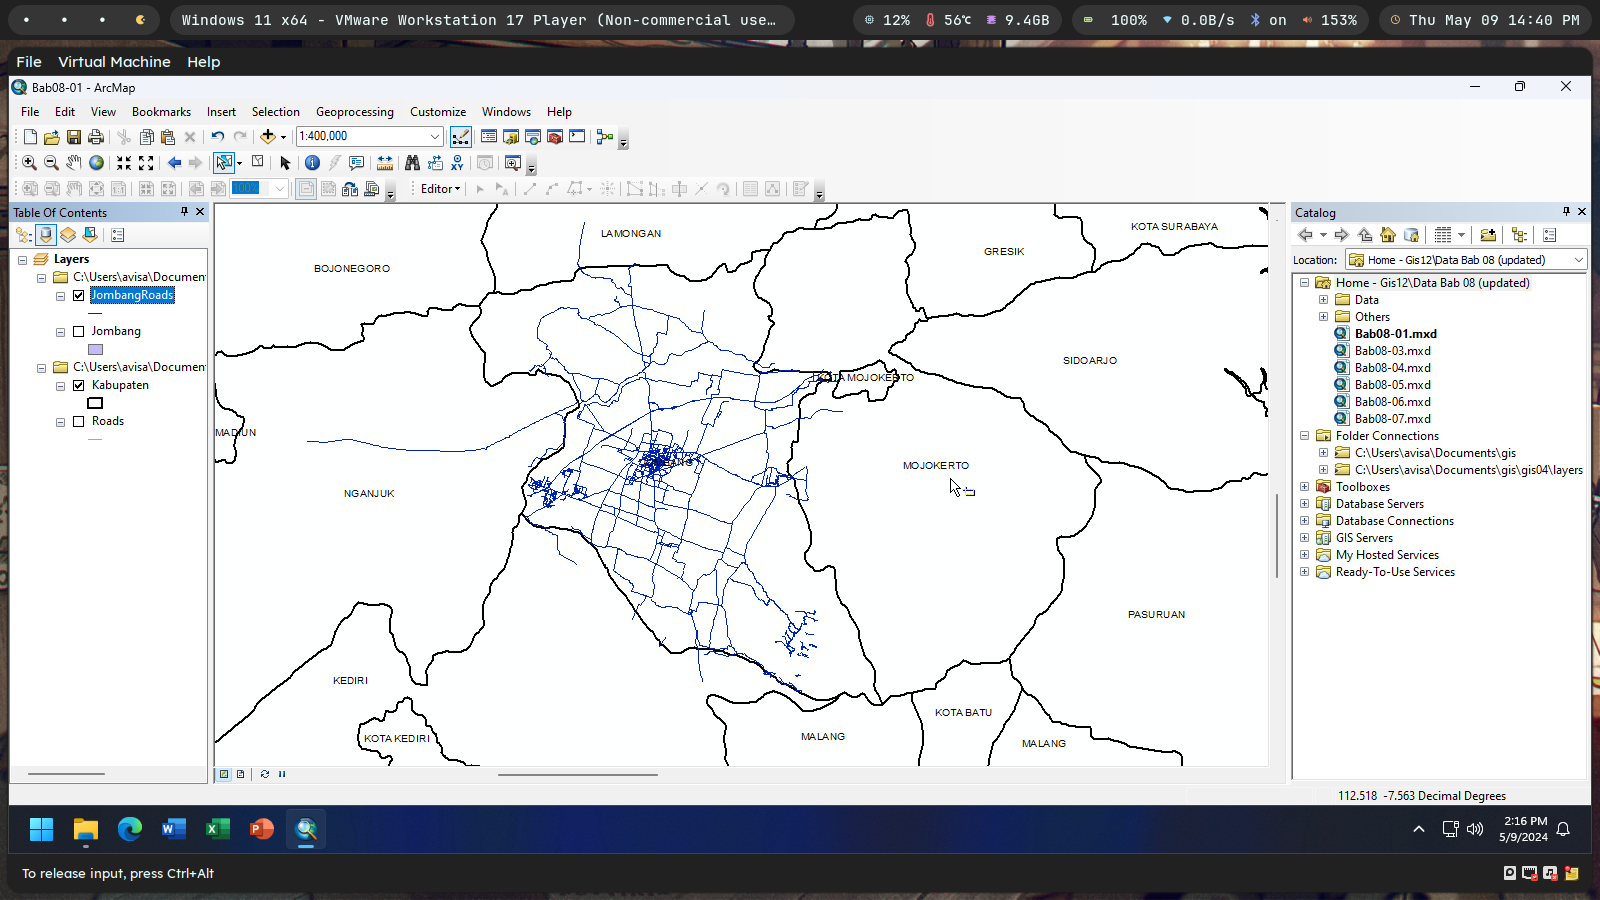 Windows 11 x64 - VMware Workstation 17 Player (Non-commercial use…
12%
56℃
9.4GB
100%
0.0B/s
on
153%
Thu May 09 14:40 PM
File Virtual Machine Help
Bab08-01 - ArcMap
File Edit View Bookmarks Insert Selection Geoprocessing Customize Windows Help
1:400,000
100%
Editor
Table Of Contents
Layers
C:\Users\avisa\Documen
JombangRoads
Jombang
C:\Users\avisa\Documen
Kabupaten
Roads
LAMONGAN
KOTA SURABAYA
GRESIK
BOJONEGORO
SIDOARJO
KOTA MOJOKERTO
MADIUN
MOJOKERTO
NGANJUK
PASURUAN
KEDIRI
KOTA BATU
KOTA KEDIRI
MALANG
MALANG
Catalog
Location: Home - Gis12\Data Bab 08 (updated)
Home - Gis12\Data Bab 08 (updated)
Data
Others
Bab08-01.mxd
Bab08-03.mxd
Bab08-04.mxd
Bab08-05.mxd
Bab08-06.mxd
Bab08-07.mxd
Folder Connections
C:\Users\avisa\Documents\gis
C:\Users\avisa\Documents\gis\gis04\layers
Toolboxes
Database Servers
Database Connections
GIS Servers
My Hosted Services
Ready-To-Use Services
112.518 -7.563 Decimal Degrees
2:16 PM
5/9/2024
To release input, press Ctrl+Alt